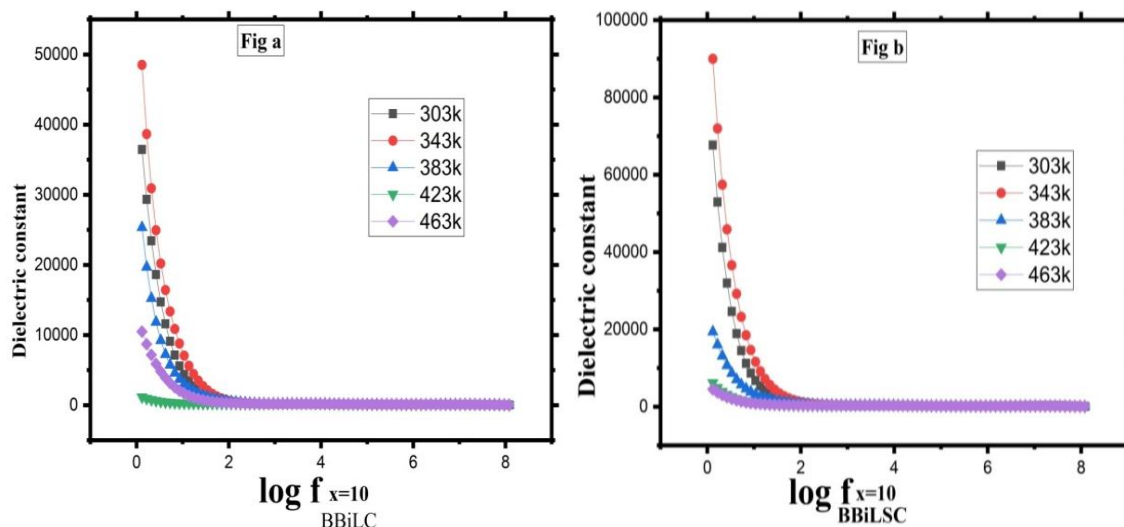 Fig a
Dielectric constant
50000
40000
30000
20000
10000
0
303k
343k
383k
423k
463k
0 2 4 6 8
log f x=10
BBiLC
Fig b
Dielectric constant
100000
80000
60000
40000
20000
0
303k
343k
383k
423k
463k
0 2 4 6 8
log f x=10
BBiLSC